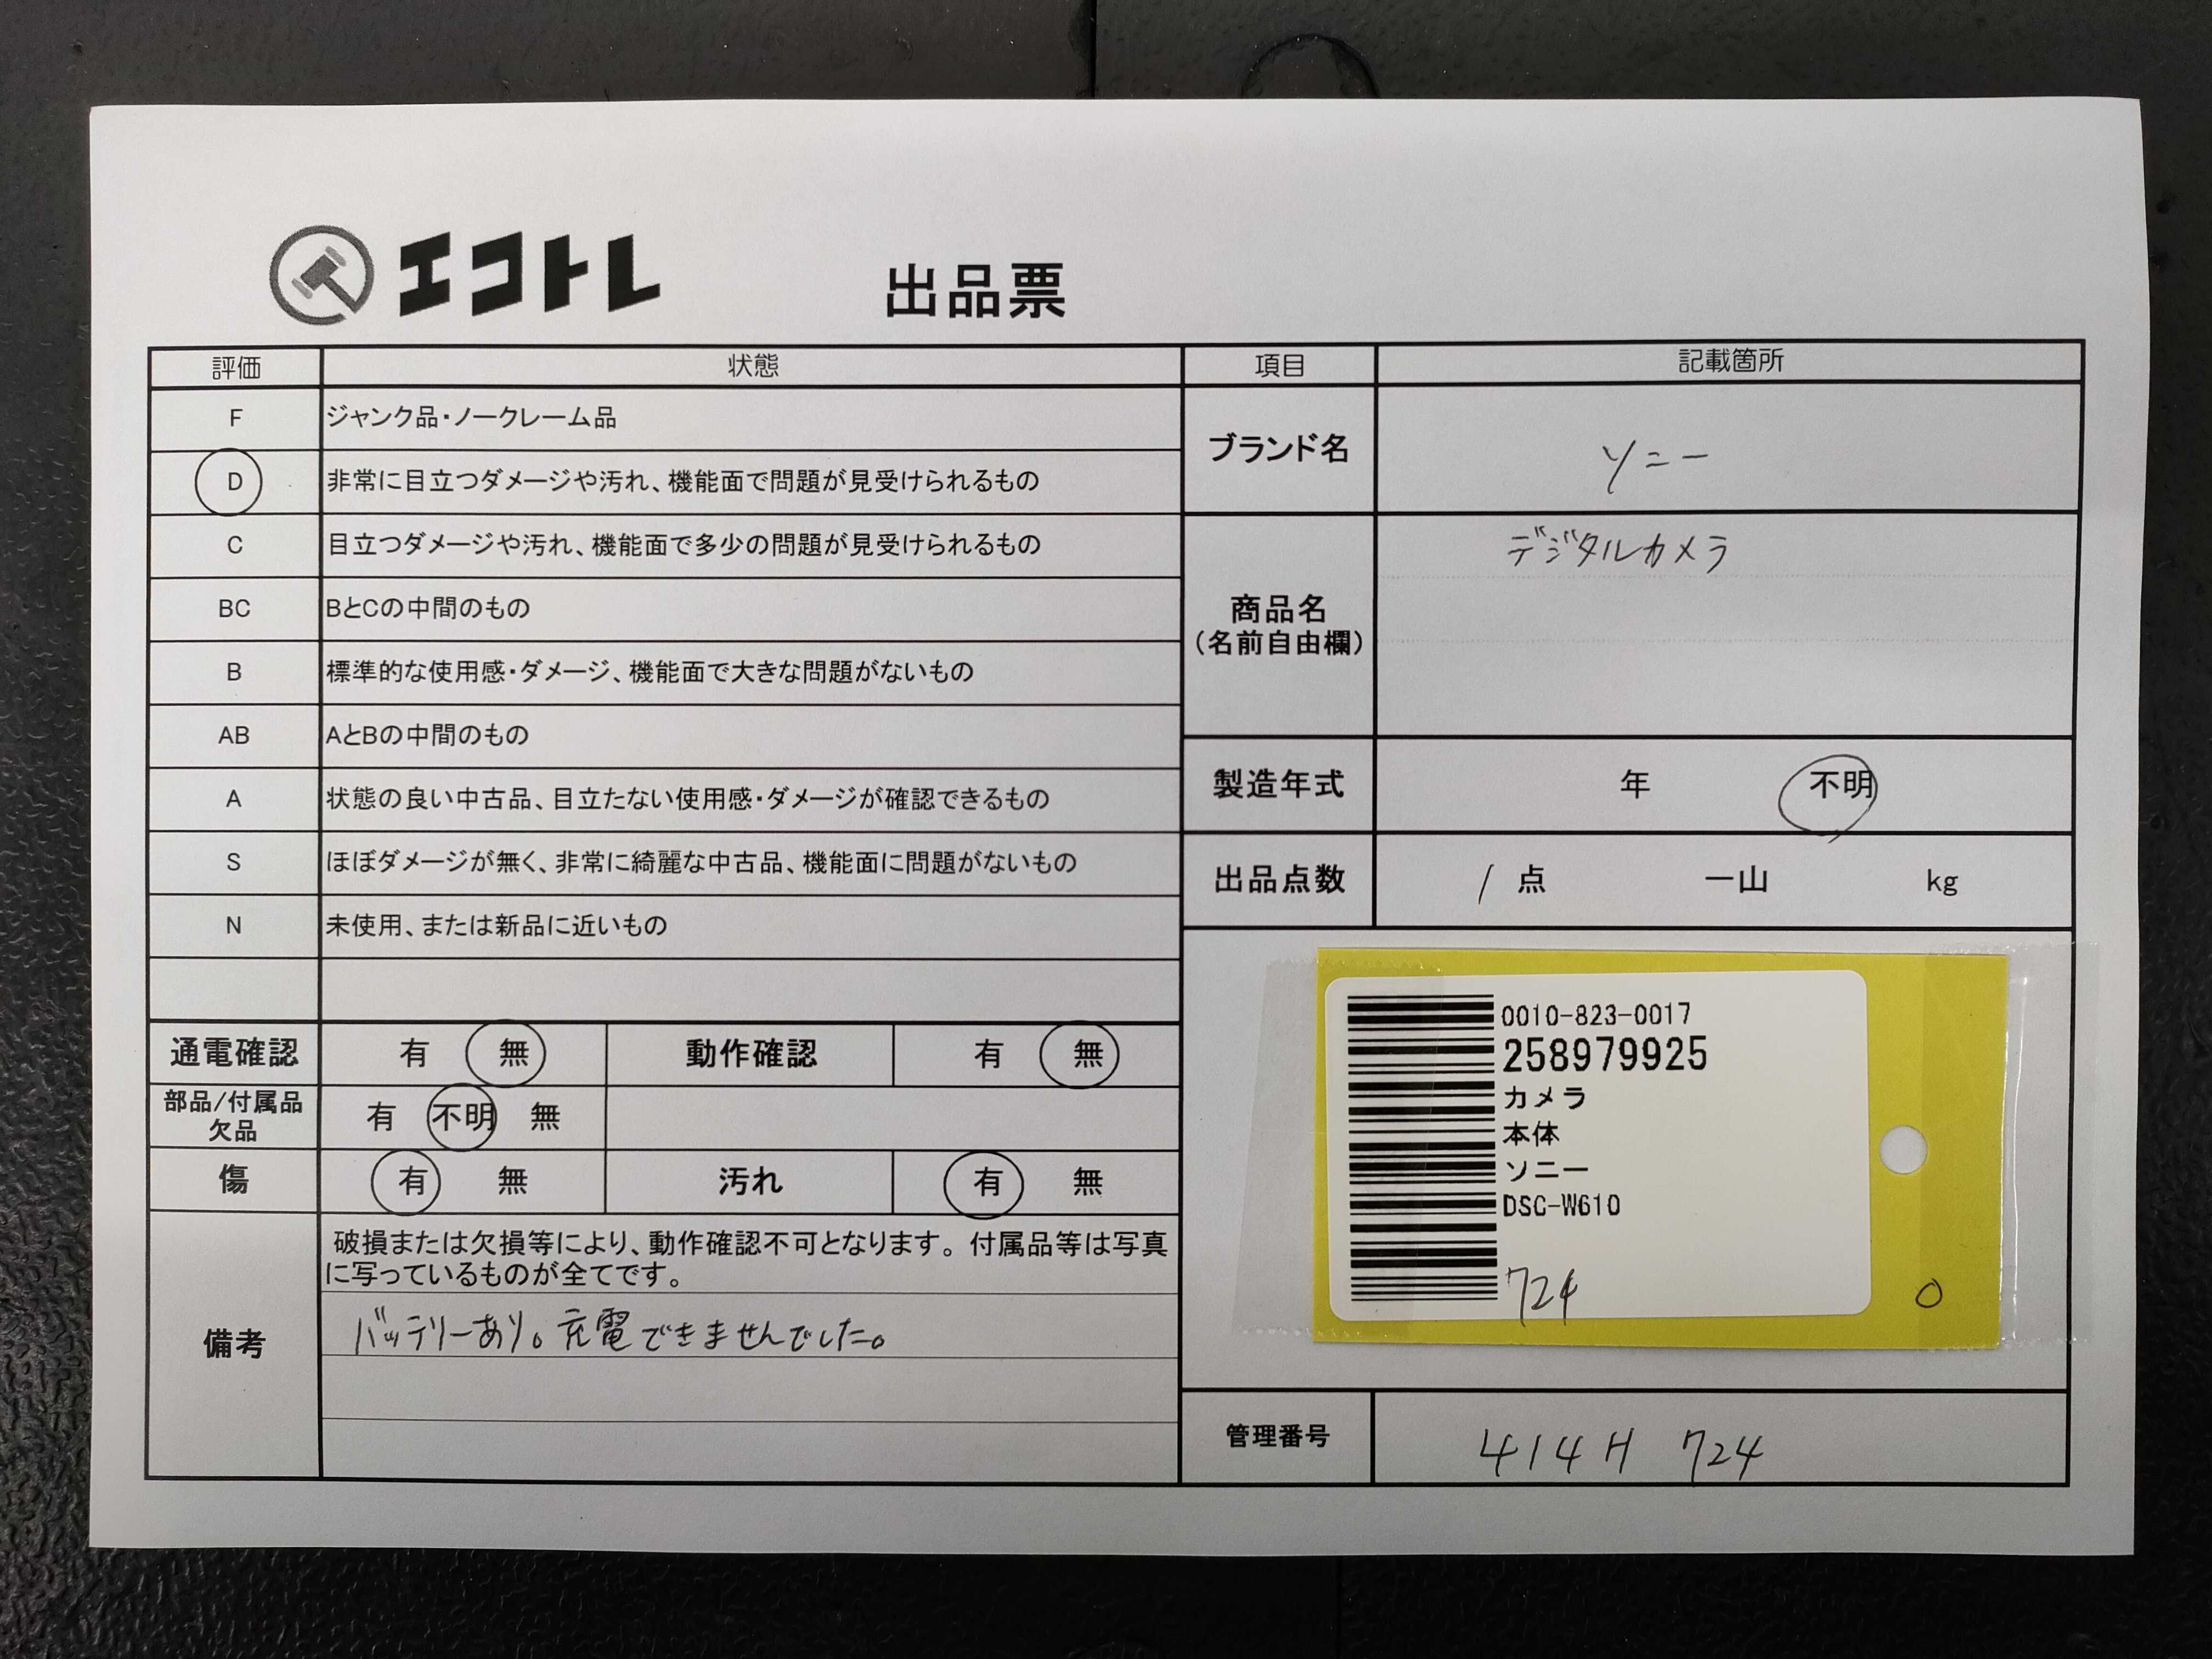 エコトレ
出品票
評価 状態
F ジャンク品・ノークレーム品
D 非常に目立つダメージや汚れ、機能面で問題が見受けられるもの
C 目立つダメージや汚れ、機能面で多少の問題が見受けられるもの
BC BとCの中間のもの
B 標準的な使用感・ダメージ、機能面で大きな問題がないもの
AB AとBの中間のもの
A 状態の良い中古品、目立たない使用感・ダメージが確認できるもの
S ほぼダメージが無く、非常に綺麗な中古品、機能面に問題がないもの
N 未使用、または新品に近いもの
通電確認 有 無 動作確認 有 無
部品/付属品
欠品
有 不明 無
傷 有 無 汚れ 有 無
備考
破損または欠損等により、動作確認不可となります。付属品等は写真
に写っているものが全てです。
バッテリーあり。充電できませんでした。
項目 記載箇所
ブランド名 ソニー
商品名
(名前自由欄)
デジタルカメラ
製造年式 年 不明
出品点数 1 点 一山 kg
0010-823-0017
258979925
カメラ
本体
ソニー
DSC-W610
724
0
管理番号 414H 724